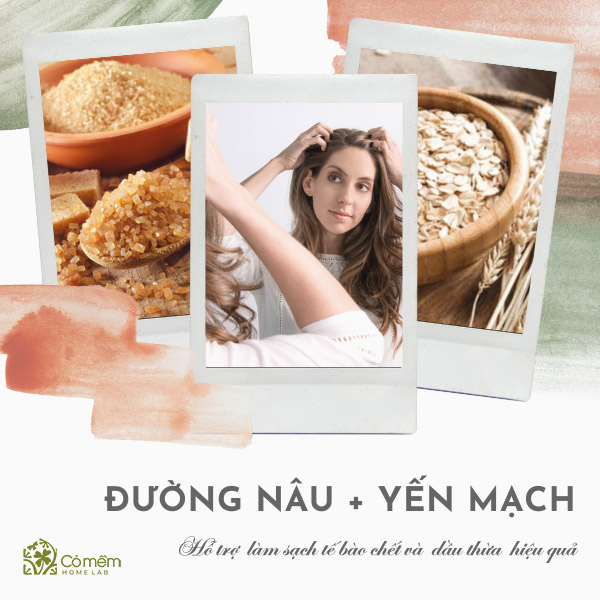 ĐƯỜNG NÂU + YẾN MẠCH
Hỗ trợ làm sạch tế bào chết và dầu thừa hiệu quả
Cỏ mềm
HOME LAB